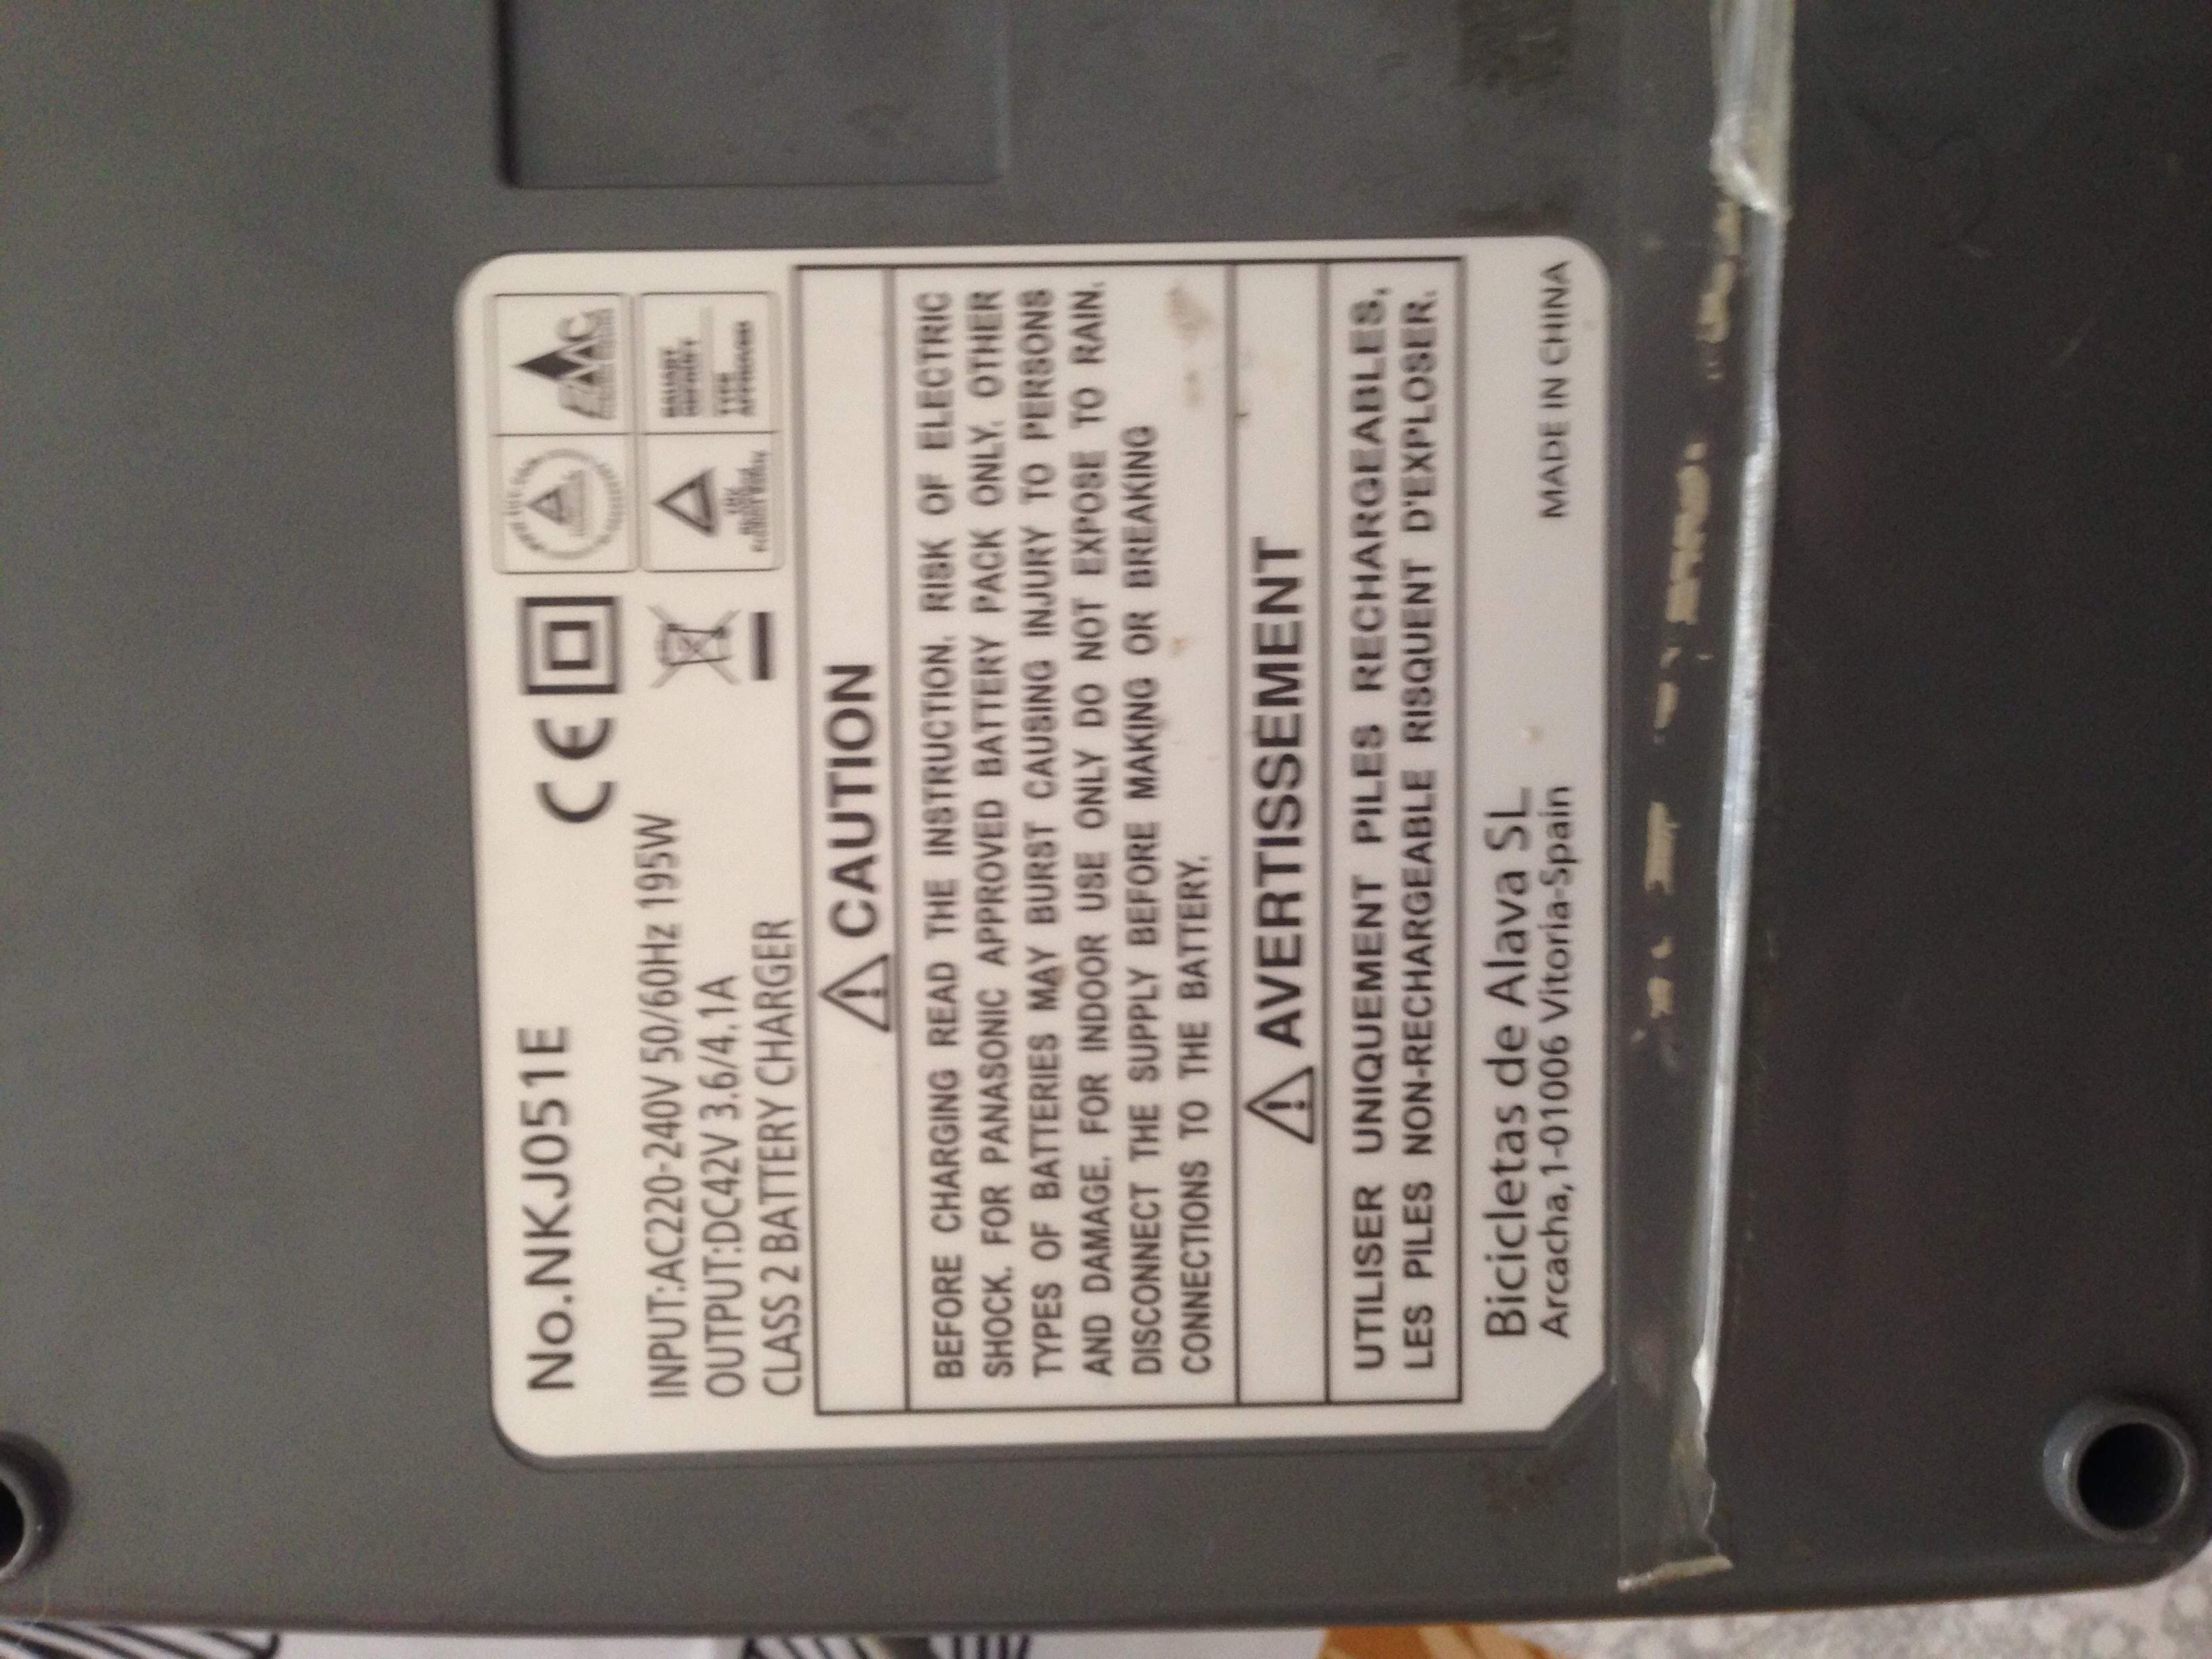 No.NKJ051E
INPUT:AC220-240V 50/60Hz 195W
OUTPUT:DC42V 3.6/4.1A
CLASS 2 BATTERY CHARGER
CE
TYPE
APPROVED
CAUTION
BEFORE CHARGING READ THE INSTRUCTION. RISK OF ELECTRIC
SHOCK. FOR PANASONIC APPROVED BATTERY PACK ONLY. OTHER
TYPES OF BATTERIES MAY BURST CAUSING INJURY TO PERSONS
AND DAMAGE. FOR INDOOR USE ONLY DO NOT EXPOSE TO RAIN.
DISCONNECT THE SUPPLY BEFORE MAKING OR BREAKING
CONNECTIONS TO THE BATTERY.
AVERTISSEMENT
UTILISER UNIQUEMENT PILES RECHARGEABLES,
LES PILES NON-RECHARGEABLE RISQUENT D'EXPLOSER.
Bicicletas de Alava SL
Arcacha, 1-01006 Vitoria-Spain
MADE IN CHINA